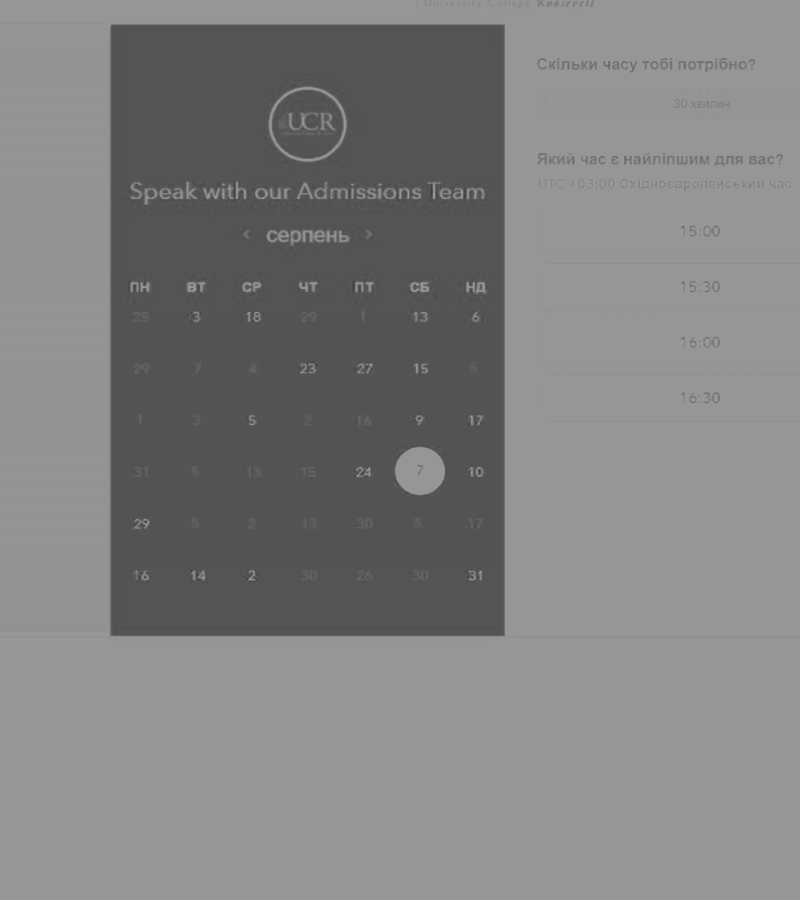 University College
UCR
Speak with our Admissions Team
< серпень >
ПН ВТ СР ЧТ ПТ СБ НД
25 3 18 29 1 13 6
29 7 4 23 27 15 5
1 3 5 2 16 9 17
31 5 13 15 24 7 10
29 5 2 13 30 5 17
16 14 2 30 26 30 31
Скільки часу тобі потрібно?
30 хвилин
Який час є найліпшим для вас?
UTC +03:00 Східноєвропейський час
15:00
15:30
16:00
16:30